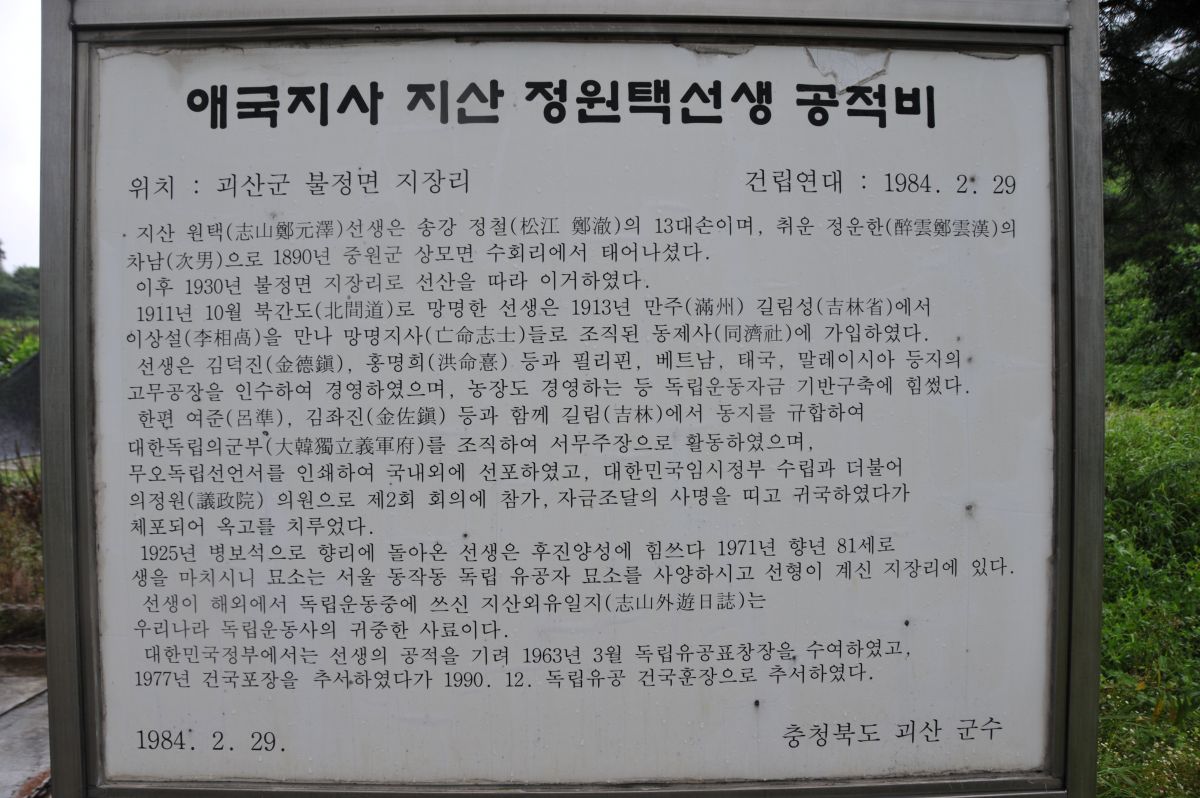 애국지사 지산 정원택선생 공적비
위치 : 괴산군 불정면 지장리
건립연대 : 1984. 2. 29
지산 원택(志山鄭元澤)선생은 송강 정철(松江 鄭澈)의 13대손이며, 취운 정운한(醉雲鄭雲漢)의
차남(次男)으로 1890년 중원군 상모면 수회리에서 태어나셨다.
이후 1930년 불정면 지장리로 선산을 따라 이거하였다.
1911년 10월 북간도(北間道)로 망명한 선생은 1913년 만주(滿州) 길림성(吉林省)에서
이상설(李相卨)을 만나 망명지사(亡命志士)들로 조직된 동제사(同濟社)에 가입하였다.
선생은 김덕진(金德鎭), 홍명희(洪命憙) 등과 필리핀, 베트남, 태국, 말레이시아 등지의
고무공장을 인수하여 경영하였으며, 농장도 경영하는 등 독립운동자금 기반구축에 힘썼다.
한편 여준(呂準), 김좌진(金佐鎭) 등과 함께 길림(吉林)에서 동지를 규합하여
대한독립의군부(大韓獨立義軍府)를 조직하여 서무주장으로 활동하였으며,
무오독립선언서를 인쇄하여 국내외에 선포하였고, 대한민국임시정부 수립과 더불어
의정원(議政院) 의원으로 제2회 회의에 참가, 자금조달의 사명을 띠고 귀국하였다가
체포되어 옥고를 치루었다.
1925년 병보석으로 향리에 돌아온 선생은 후진양성에 힘쓰다 1971년 향년 81세로
생을 마치시니 묘소는 서울 동작동 독립 유공자 묘소를 사양하시고 선형이 계신 지장리에 있다.
선생이 해외에서 독립운동중에 쓰신 지산외유일지(志山外遊日誌)는
우리나라 독립운동사의 귀중한 사료이다.
대한민국정부에서는 선생의 공적을 기려 1963년 3월 독립유공표창장을 수여하였고,
1977년 건국포장을 추서하였다가 1990. 12. 독립유공 건국훈장으로 추서하였다.
1984. 2. 29.
충청북도 괴산 군수